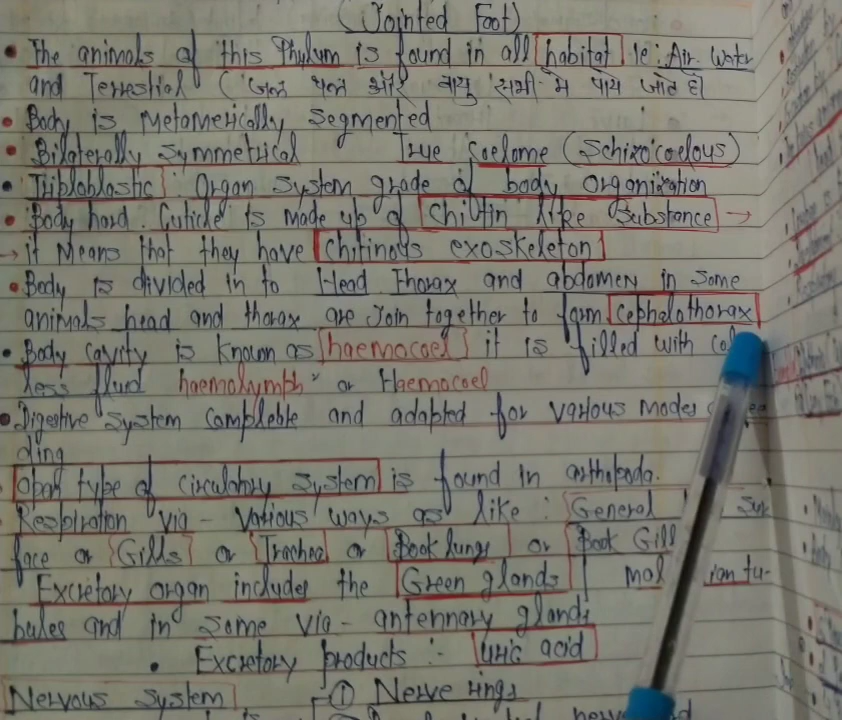 (Jointed Foot)
• The animals of this Phylum is found in all habitat ie: Air. Water
and Terrestial (जल थल और वायु सभी में पाये जाते है)
• Body is Metamerically segmented
• Bilaterally symmetrical True Coelome (Schizocoelous)
• Triploblastic : Organ system grade of body organization
• Body hard. Cuticle is made up of chiltin like Substance →
→ it Means that they have chitinoys exoskeleton
• Body is divided in to Head Thorax and abdomen in some
animals head and thorax are Join together to form cephalothorax
• Body cavity is known as haemocoel it is filled with
less fluid haemolymph" or Haemocoel
• Digestive system compleble and adapted for various modes
ding
Open type of circulatory system is found in arthopoda.
Respiration via - various ways as like : General
face or Gills or Trachea or Book lungs or Book Gill
Excretory organ includes the Green glands
bules and in some via - antennary glands
• Excretory products :- Uric acid
Nervous System ① Nerve rings